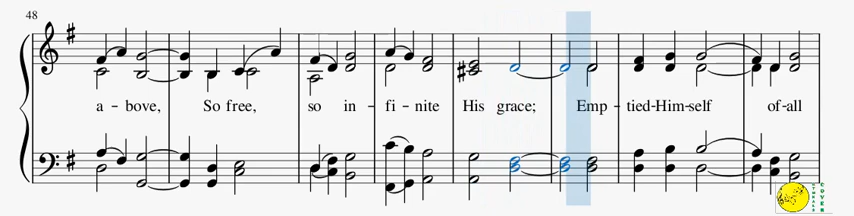 48
a - bove, So free, so in - fi - nite His grace; Emp - tied-Him-self of-all